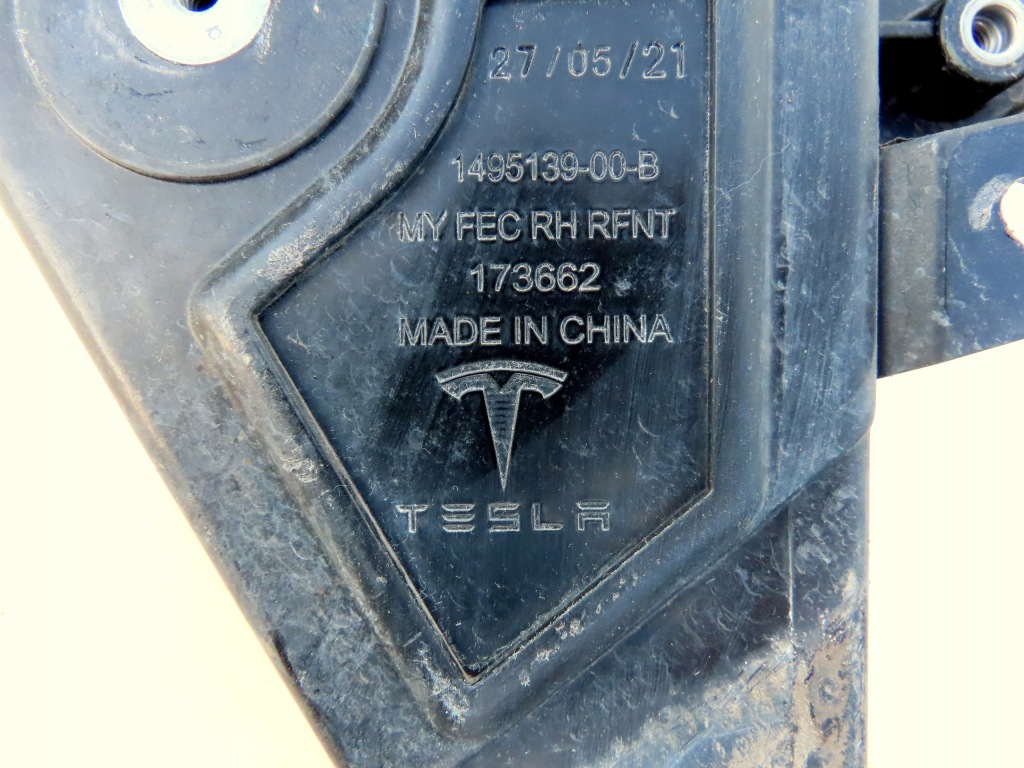 27/05/21
1495139-00-B
MY FEC RH RFNT
173662
MADE IN CHINA
TESLA